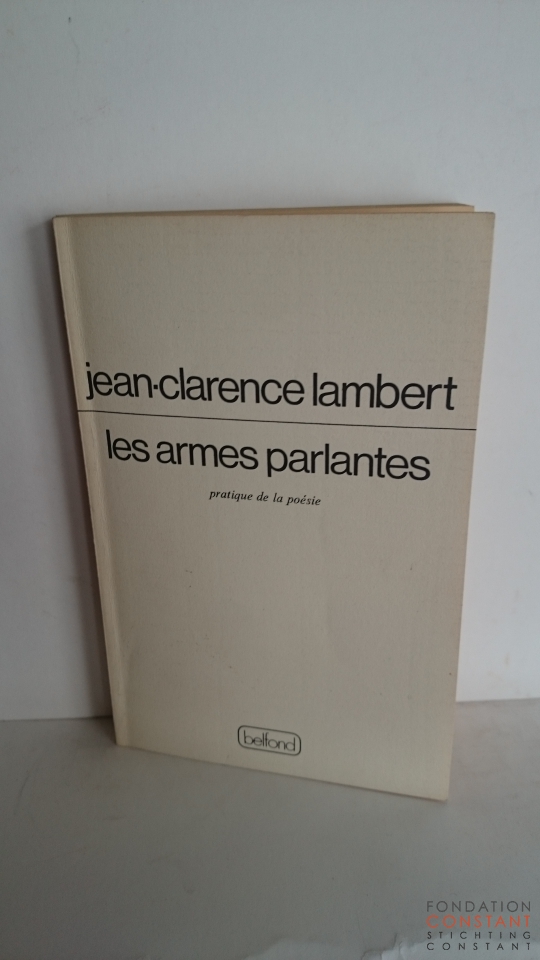 jean-clarence lambert
les armes parlantes
pratique de la poésie
belfond
FONDATION
CONSTANT
STICHTING
CONSTANT